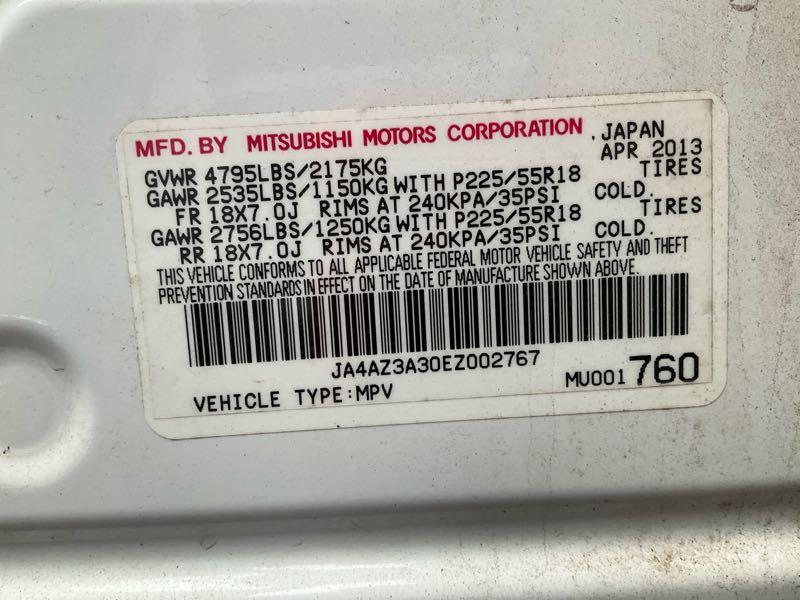 MFD. BY MITSUBISHI MOTORS CORPORATION , JAPAN
GVWR 4795LBS/2175KG APR 2013
GAWR 2535LBS/1150KG WITH P225/55R18 TIRES
FR 18X7.0J RIMS AT 240KPA/35PSI COLD.
GAWR 2756LBS/1250KG WITH P225/55R18 TIRES
RR 18X7.0J RIMS AT 240KPA/35PSI COLD.
THIS VEHICLE CONFORMS TO ALL APPLICABLE FEDERAL MOTOR VEHICLE SAFETY AND THEFT
PREVENTION STANDARDS IN EFFECT ON THE DATE OF MANUFACTURE SHOWN ABOVE.
JA4AZ3A30EZ002767
VEHICLE TYPE:MPV MU001760